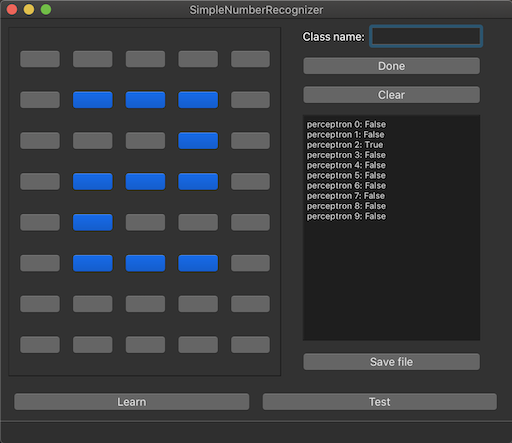 SimpleNumberRecognizer
Class name:
Done
Clear
perceptron 0: False
perceptron 1: False
perceptron 2: True
perceptron 3: False
perceptron 4: False
perceptron 5: False
perceptron 6: False
perceptron 7: False
perceptron 8: False
perceptron 9: False
Save file
Learn
Test